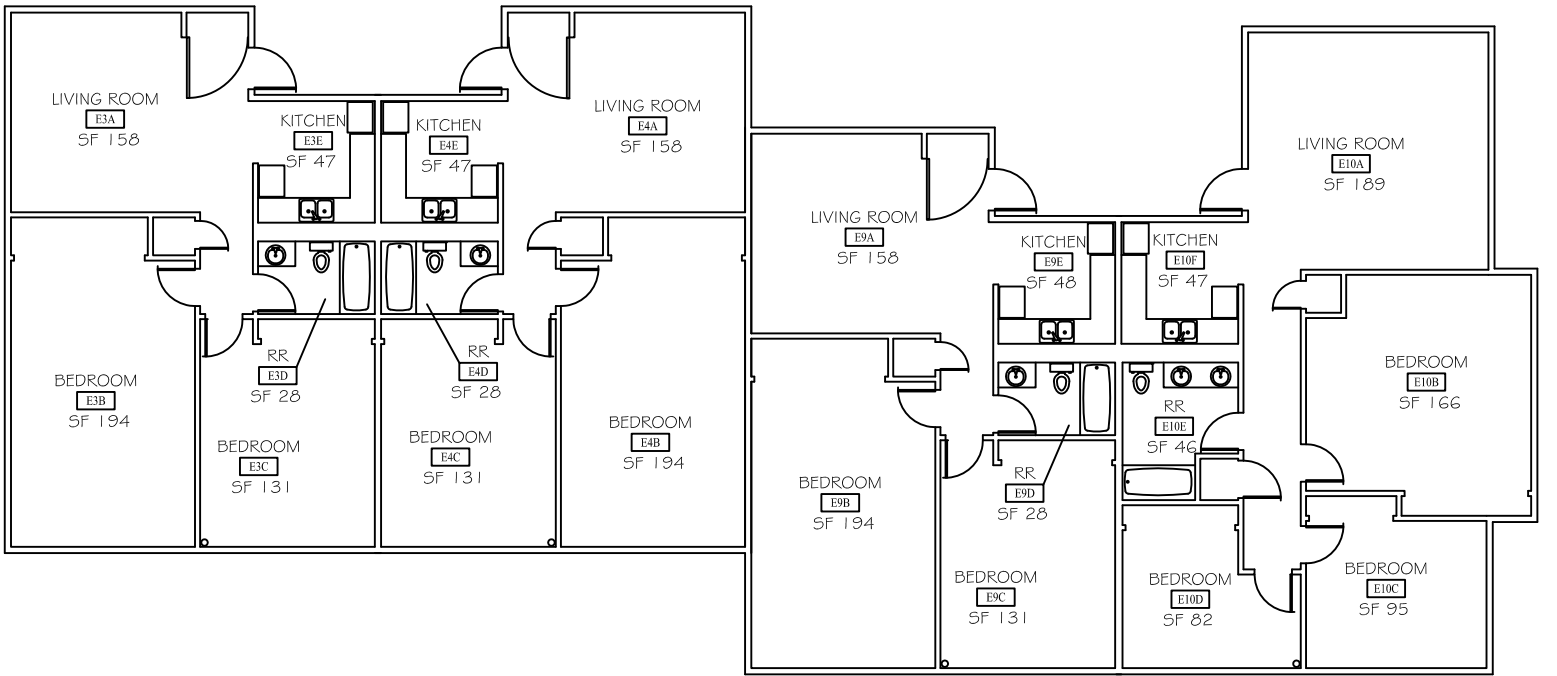 LIVING ROOM
E3A
SF 158
KITCHEN
E3E
SF 47
KITCHEN
E4E
SF 47
LIVING ROOM
E4A
SF 158
BEDROOM
E3B
SF 194
RR
E3D
SF 28
RR
E4D
SF 28
BEDROOM
E3C
SF 131
BEDROOM
E4C
SF 131
BEDROOM
E4B
SF 194
LIVING ROOM
E9A
SF 158
KITCHEN
E9E
SF 48
KITCHEN
E10F
SF 47
LIVING ROOM
E10A
SF 189
BEDROOM
E9B
SF 194
RR
E9D
SF 28
BEDROOM
E9C
SF 131
RR
E10E
SF 46
BEDROOM
E10B
SF 166
BEDROOM
E10D
SF 82
BEDROOM
E10C
SF 95